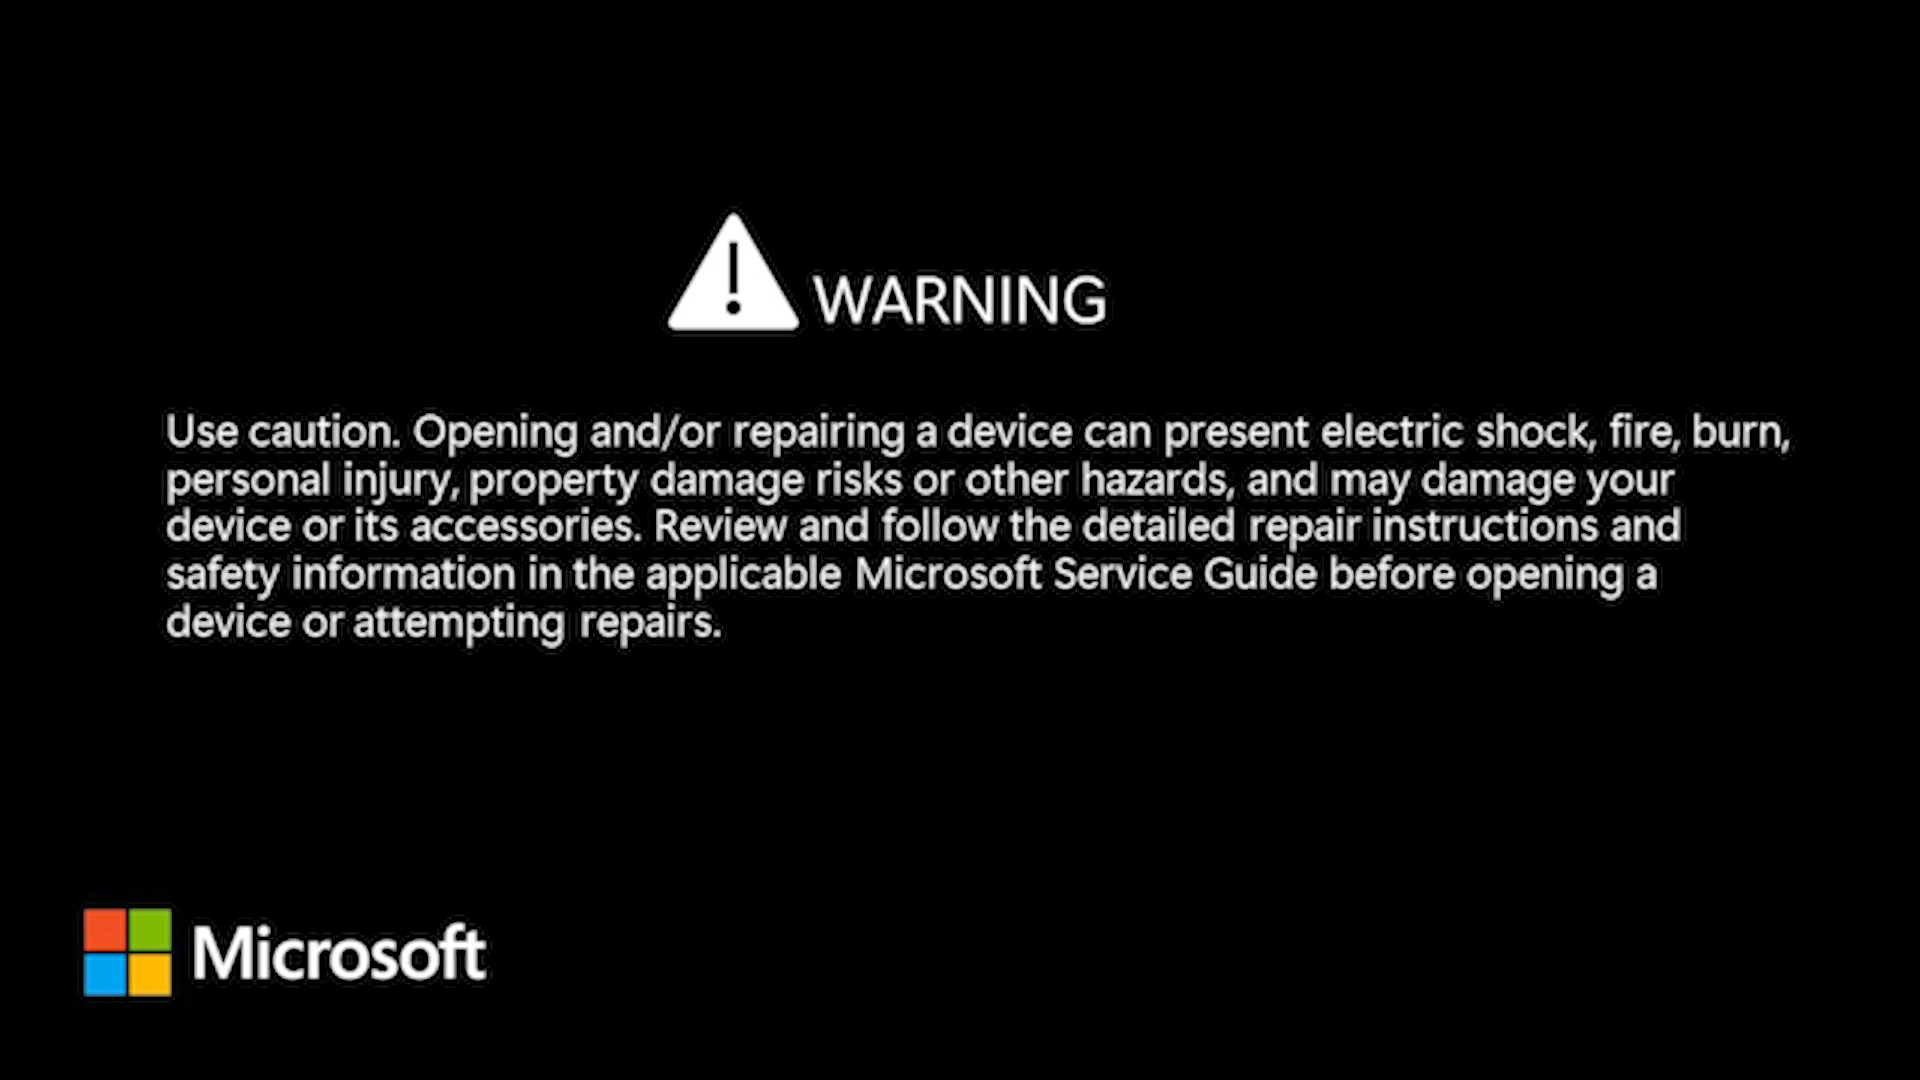 WARNING
Use caution. Opening and/or repairing a device can present electric shock, fire, burn,
personal injury, property damage risks or other hazards, and may damage your
device or its accessories. Review and follow the detailed repair instructions and
safety information in the applicable Microsoft Service Guide before opening a
device or attempting repairs.
Microsoft